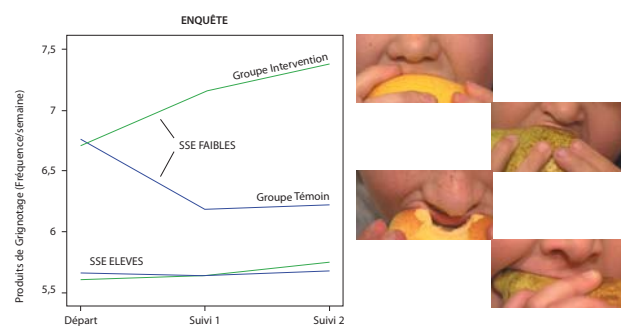 ENQUÊTE
Produits de Grignotage (Fréquence/semaine)
7,5
7
6,5
6
5,5
Groupe Intervention
SSE FAIBLES
Groupe Témoin
SSE ELEVES
Départ
Suivi 1
Suivi 2